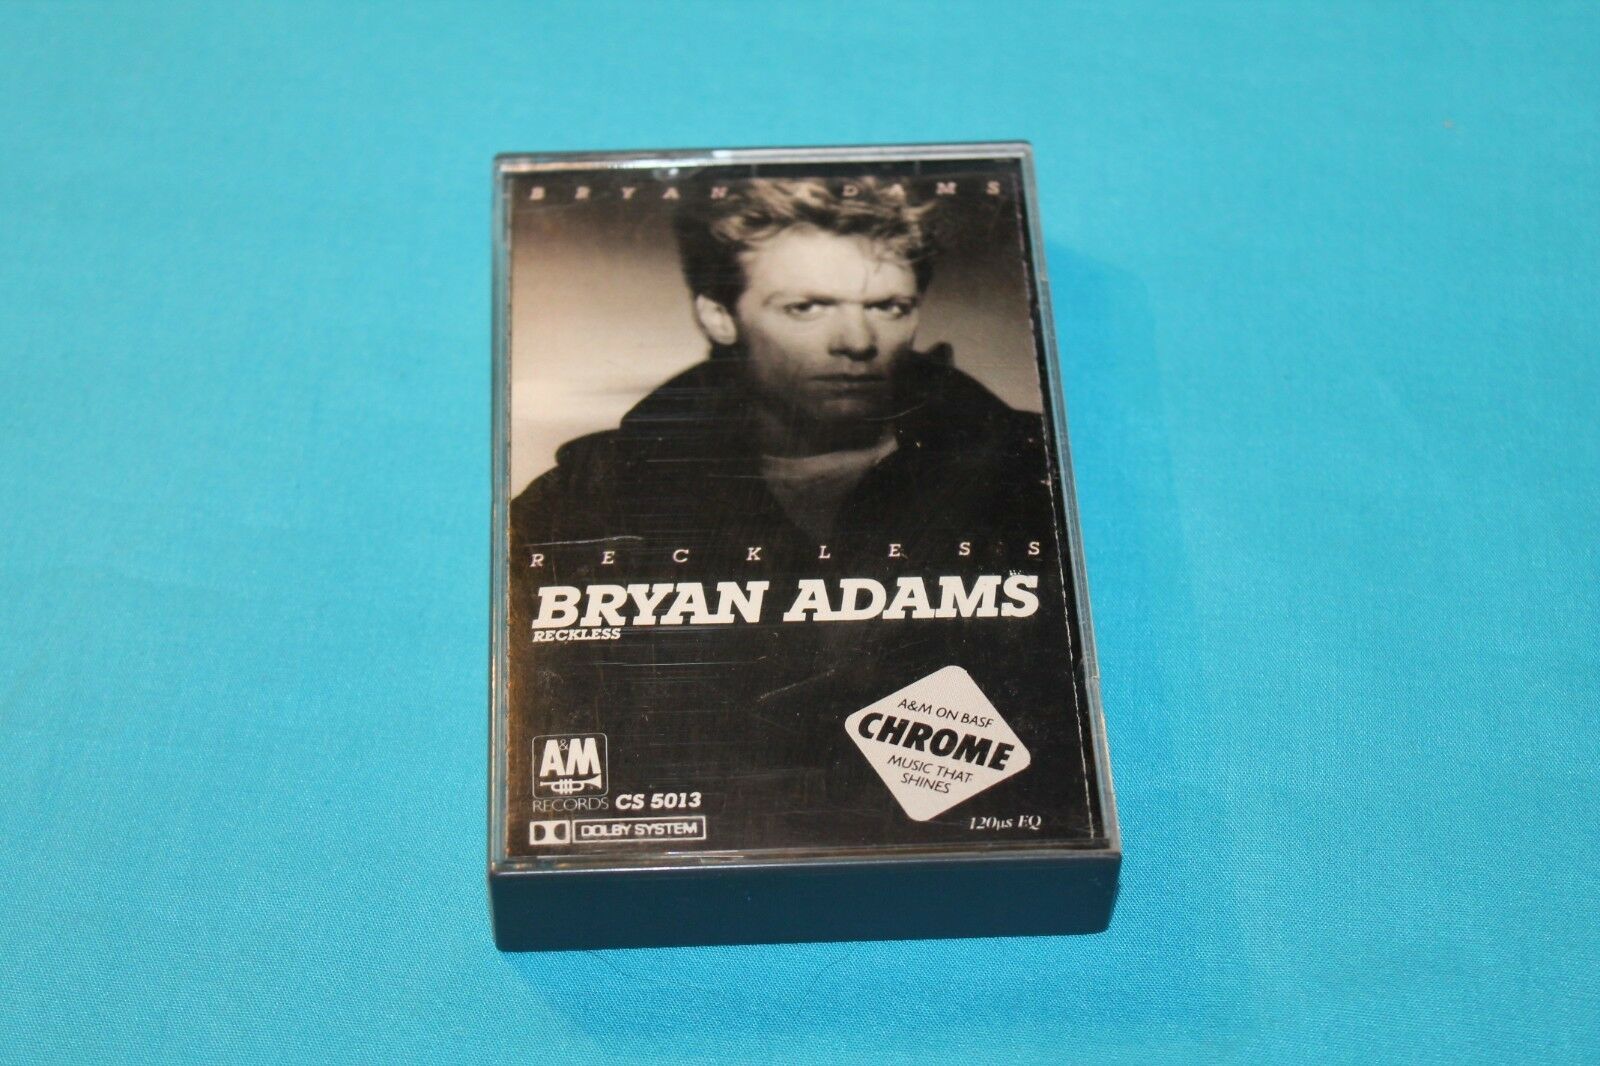 BRYAN ADAMS
RECKLESS
BRYAN ADAMS
RECKLESS
A&M ON BASF
CHROME
MUSIC THAT
SHINES
A&M
RECORDS CS 5013
DOLBY SYSTEM
120µs EQ